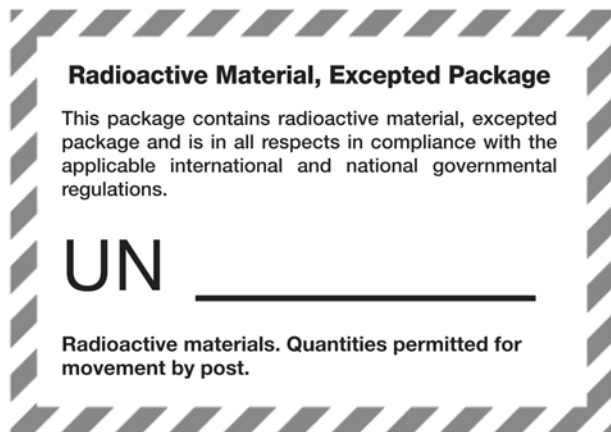 Radioactive Material, Excepted Package
This package contains radioactive material, excepted
package and is in all respects in compliance with the
applicable international and national governmental
regulations.
UN
Radioactive materials. Quantities permitted for
movement by post.